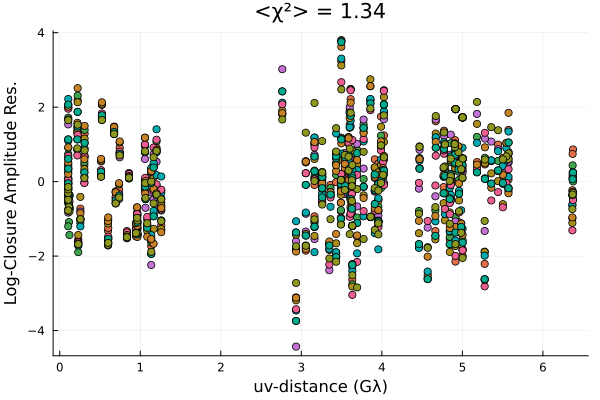 <χ²> = 1.34
Log-Closure Amplitude Res.
4
2
0
−2
−4
0 1 2 3 4 5 6
uv-distance (Gλ)